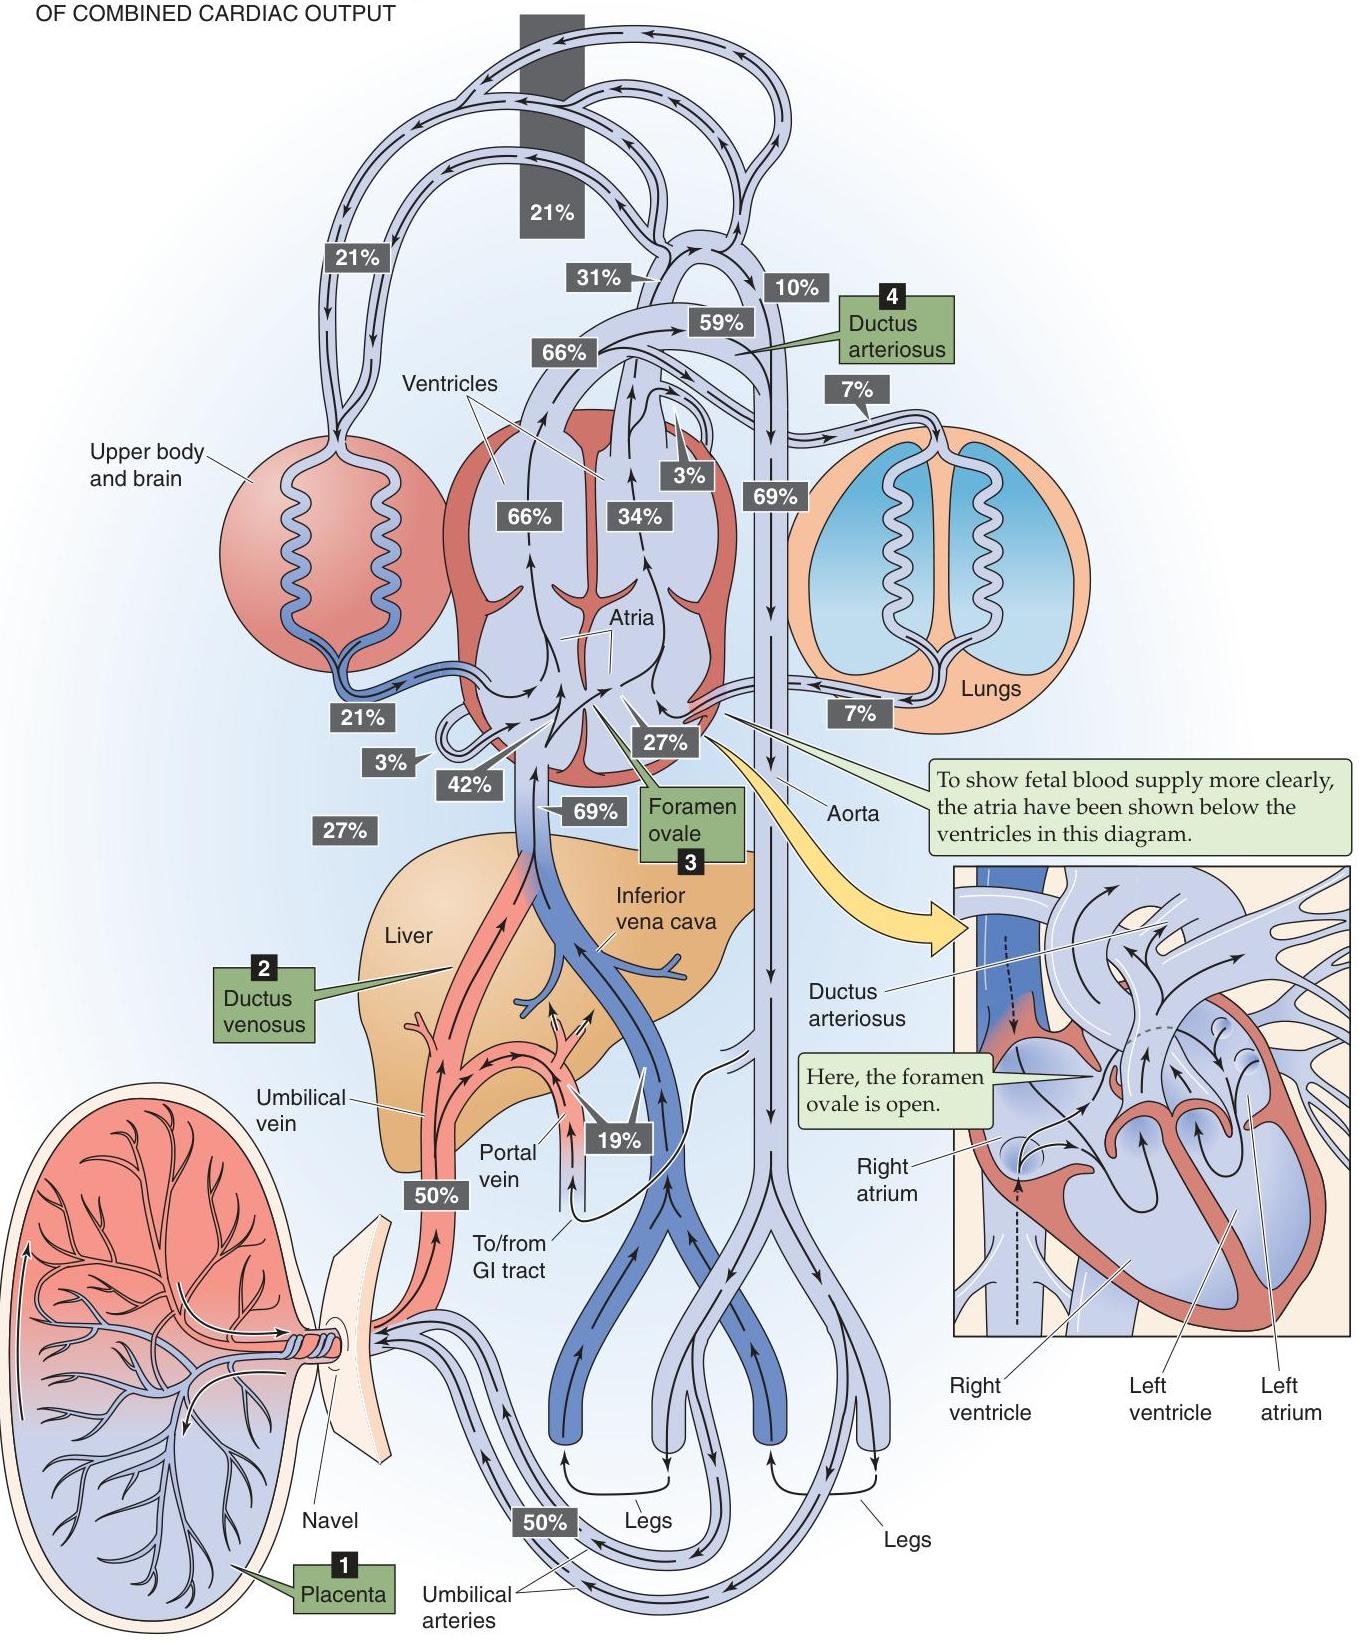 OF COMBINED CARDIAC OUTPUT
21%
21%
31%
10%
4
Ductus
arteriosus
59%
66%
Ventricles
7%
Upper body
and brain
3%
69%
66%
34%
Atria
Lungs
21%
7%
27%
3%
42%
To show fetal blood supply more clearly,
the atria have been shown below the
ventricles in this diagram.
69%
Foramen
ovale
3
Aorta
27%
Inferior
vena cava
Liver
2
Ductus
venosus
Ductus
arteriosus
Here, the foramen
ovale is open.
Umbilical
vein
19%
Portal
vein
Right
atrium
50%
To/from
GI tract
Right
ventricle
Left
ventricle
Left
atrium
Navel
50%
Legs
Legs
1
Placenta
Umbilical
arteries